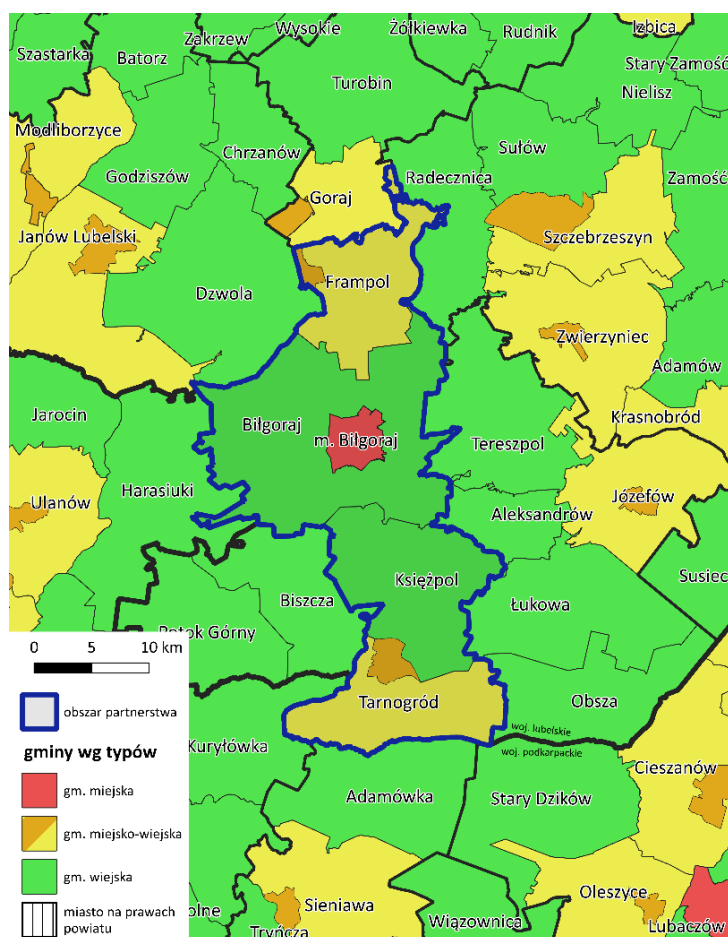 Wysokie
Żółkiewka
Rudnik
Izbica
Szastarka
Batorz
Zakrzew
Stary Zamość
Turobin
Nielisz
Modliborzyce
Chrzanów
Sułów
Godziszów
Radecznica
Zamość
Goraj
Janów Lubelski
Szczebrzeszyn
Frampol
Dzwola
Zwierzyniec
Adamów
Jarocin
Biłgoraj
Krasnobród
m. Biłgoraj
Tereszpol
Harasiuki
Ulanów
Józefów
Aleksandrów
Księżpol
Susiec
Biszcza
Łukowa
Potok Górny
0 5 10 km
Tarnogród
Obsza
obszar partnerstwa
woj. lubelskie
woj. podkarpackie
Kuryłówka
gminy wg typów
Cieszanów
gm. miejska
Adamówka
Stary Dzików
gm. miejsko-wiejska
gm. wiejska
Oleszyce
Sieniawa
miasto na prawach
powiatu
olne
Wiązownica
Tryńcza
Lubaczów